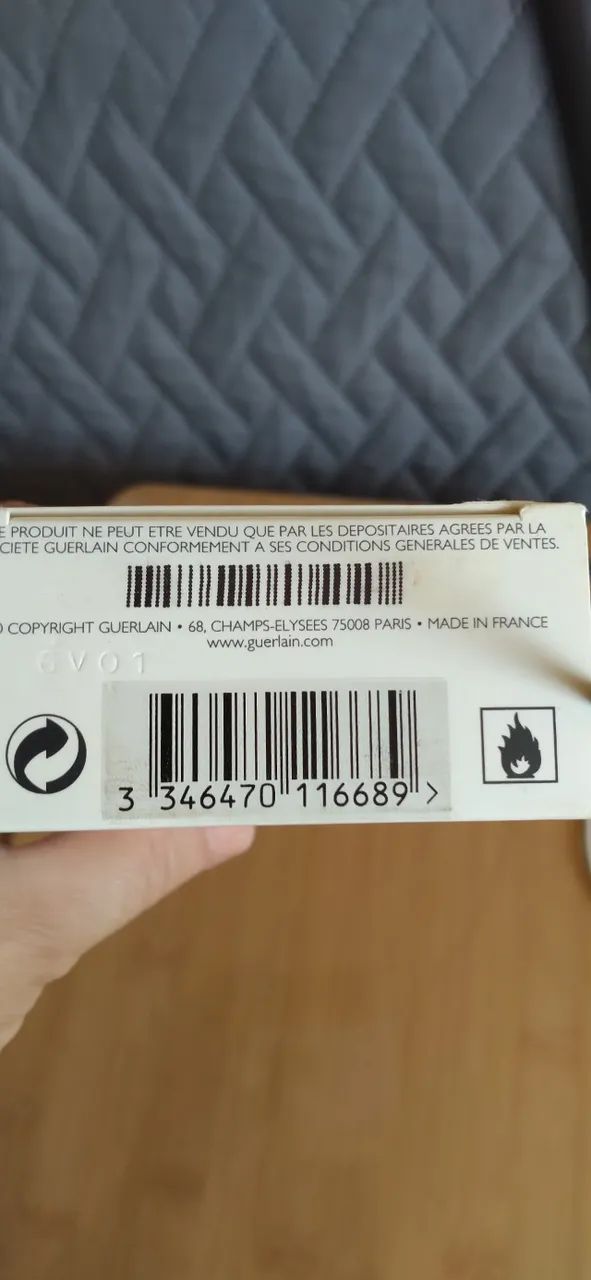 E PRODUIT NE PEUT ETRE VENDU QUE PAR LES DEPOSITAIRES AGREES PAR LA
CIETE GUERLAIN CONFORMEMENT A SES CONDITIONS GENERALES DE VENTES.
COPYRIGHT GUERLAIN • 68, CHAMPS-ELYSEES 75008 PARIS • MADE IN FRANCE
www.guerlain.com
GV01
3 346470 116689 >